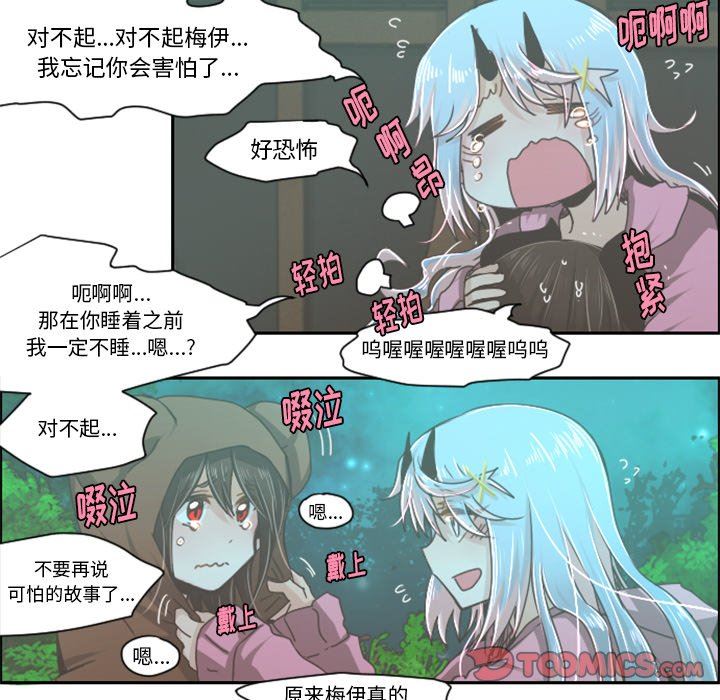 对不起...对不起梅伊...
我忘记你会害怕了...
呃啊啊
呃啊昂
好恐怖
抱紧
轻拍
轻拍
呜喔喔喔喔喔喔呜呜
呃啊啊...
那在你睡着之前
我一定不睡...嗯...?
对不起...
啜泣
啜泣
嗯...
戴上
不要再说
可怕的故事了...
戴上
嗯...
原来梅伊真的
TOOMICS.com